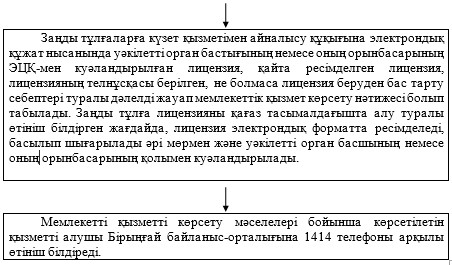 Заңды тұлғаларға күзет қызметімен айналысу құқығына электрондық
құжат нысанында уәкілетті орган бастығының немесе оның орынбасарының
ЭЦҚ-мен куәландырылған лицензия, қайта ресімделген лицензия,
лицензияның телнұсқасы берілген, не болмаса лицензия беруден бас тарту
себептері туралы дәлелді жауап мемлекеттік қызмет көрсету нәтижесі болып
табылады. Заңды тұлға лицензияны қағаз тасымалдағышта алу туралы
өтініш білдірген жағдайда, лицензия электрондық форматта ресімделеді,
басылып шығарылады әрі мөрмен және уәкілетті орган басшының немесе
оның орынбасарының қолымен куәландырылады.
Мемлекетті қызметті көрсету мәселелері бойынша көрсетілетін
қызметті алушы Бірыңғай байланыс-орталығына 1414 телефоны арқылы
өтініш білдіреді.